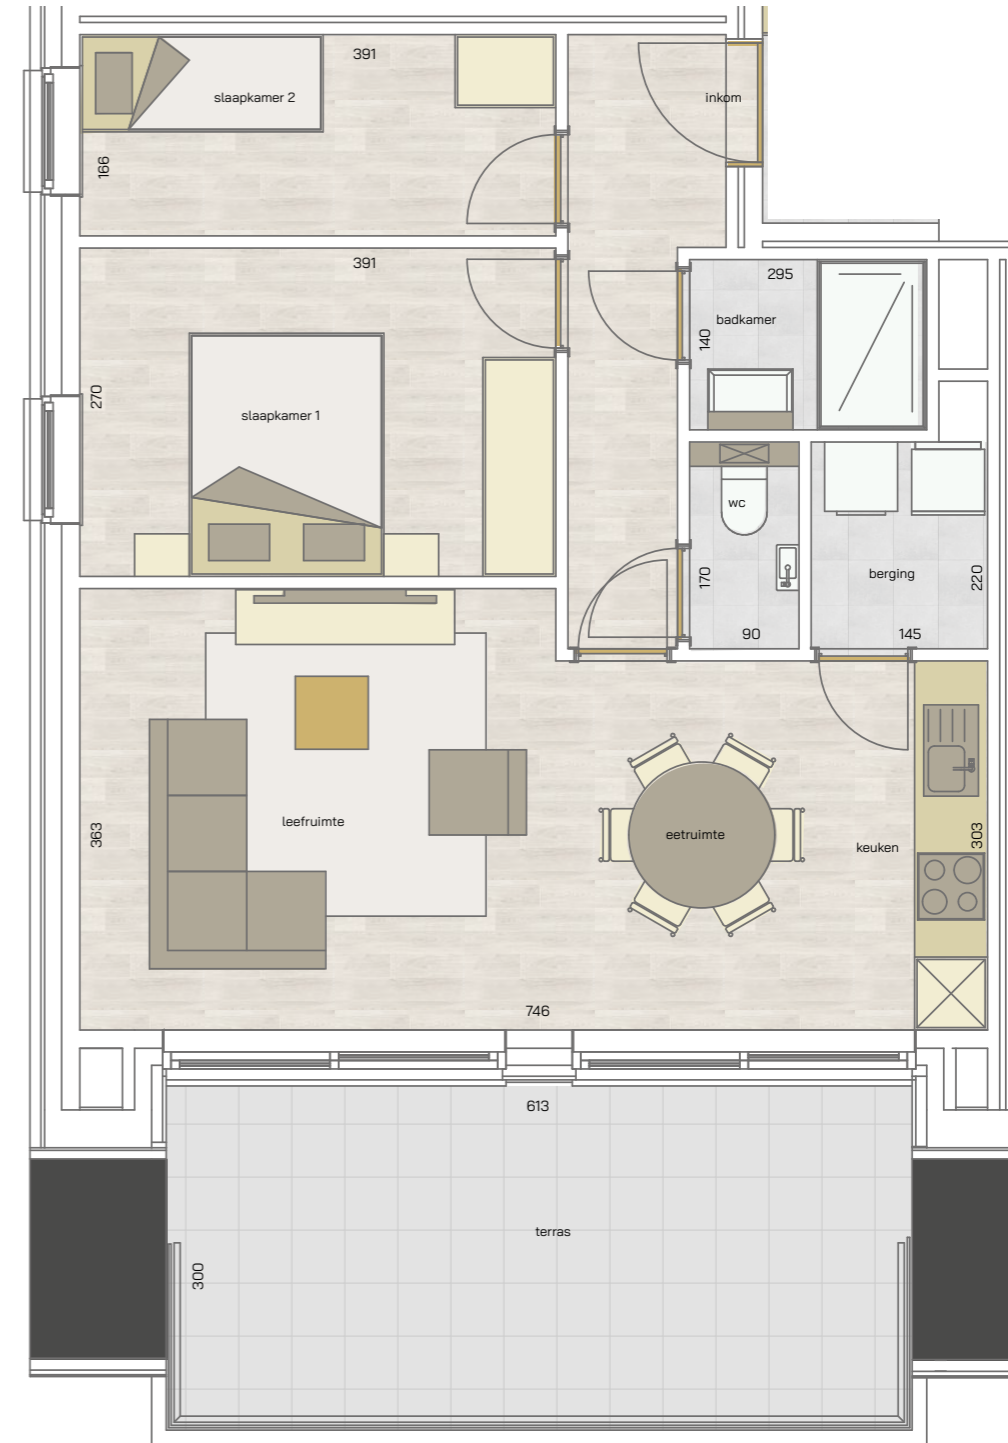 391
slaapkamer 2
inkom
166
391
295
badkamer
140
270
slaapkamer 1
wc
170
berging
220
90
145
leefruimte
363
eetruimte
keuken
303
746
613
terras
300